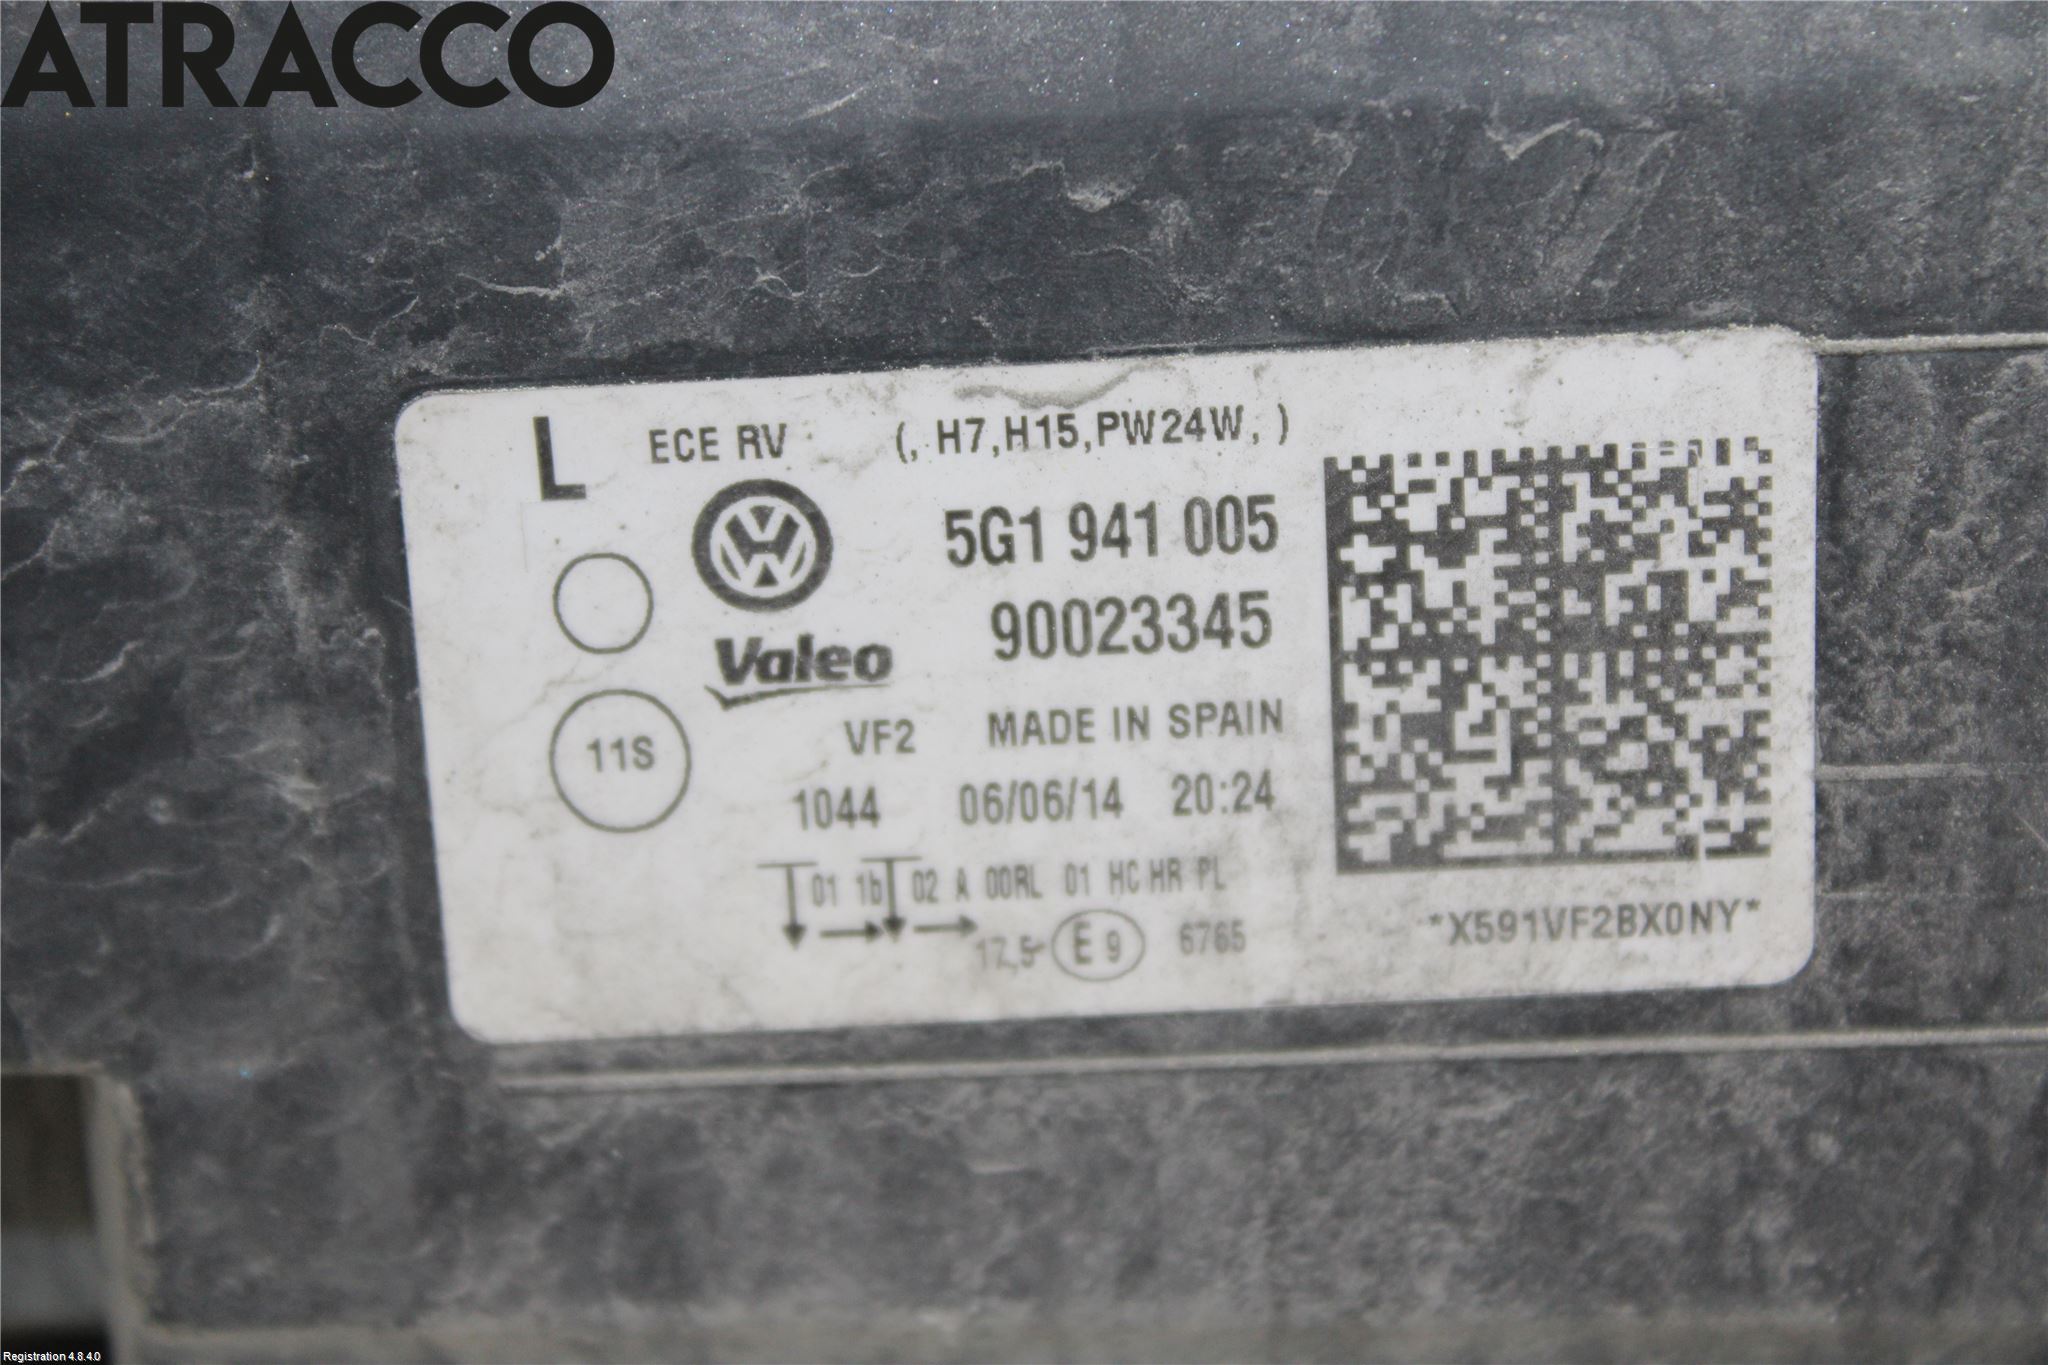 ATRACCO
L ECE RV (, H7,H15,PW24W, )
5G1 941 005
90023345
Valeo
VF2 MADE IN SPAIN
11S
1044 06/06/14 20:24
01 1b 02 A 00RL 01 HC HR PL
17,5 E9 6765
*X591VF2BX0NY*
Registration 4.8.4.0